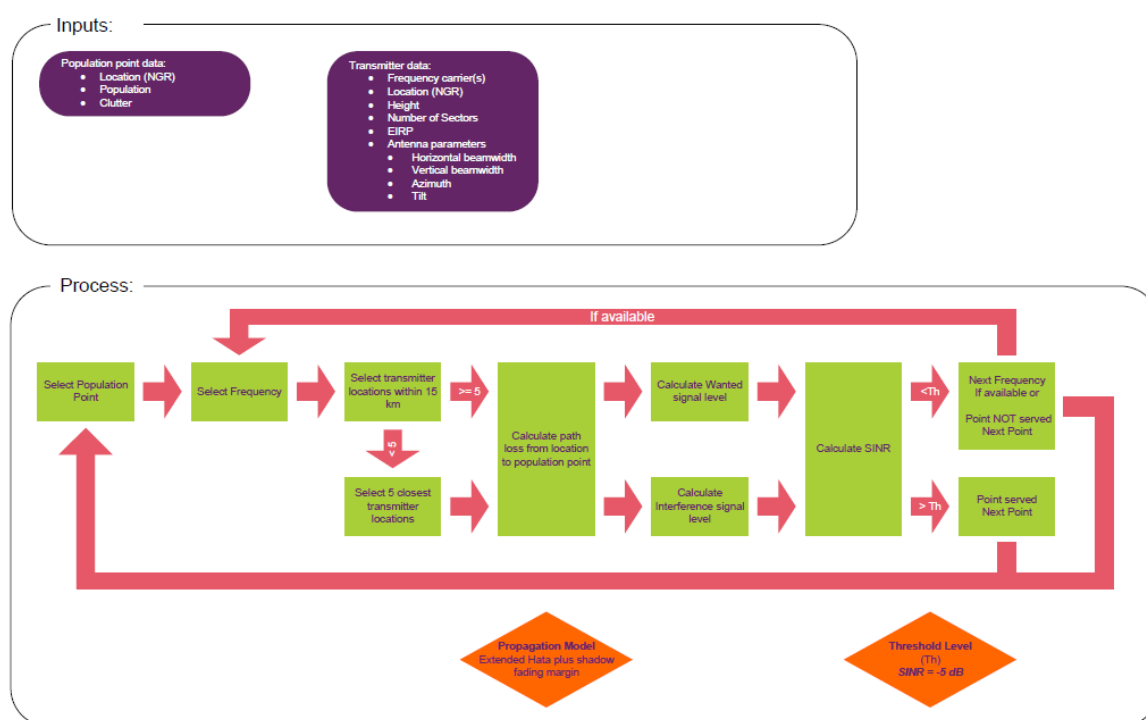 Inputs:
Population point data:
● Location (NGR)
● Population
● Clutter
Transmitter data:
● Frequency carrier(s)
● Location (NGR)
● Height
● Number of Sectors
● EIRP
● Antenna parameters
● Horizontal beamwidth
● Vertical beamwidth
● Azimuth
● Tilt
Process:
If available
Select Population
Point
Select Frequency
Select transmitter
locations within 15
km
>= 5
< 5
Select 5 closest
transmitter
locations
Calculate path
loss from location
to population point
Calculate Wanted
signal level
Calculate
Interference signal
level
Calculate SINR
<Th
> Th
Next Frequency
If available or
Point NOT served
Next Point
Point served
Next Point
Propagation Model
Extended Hata plus shadow
fading margin
Threshold Level
(Th)
SINR = -5 dB